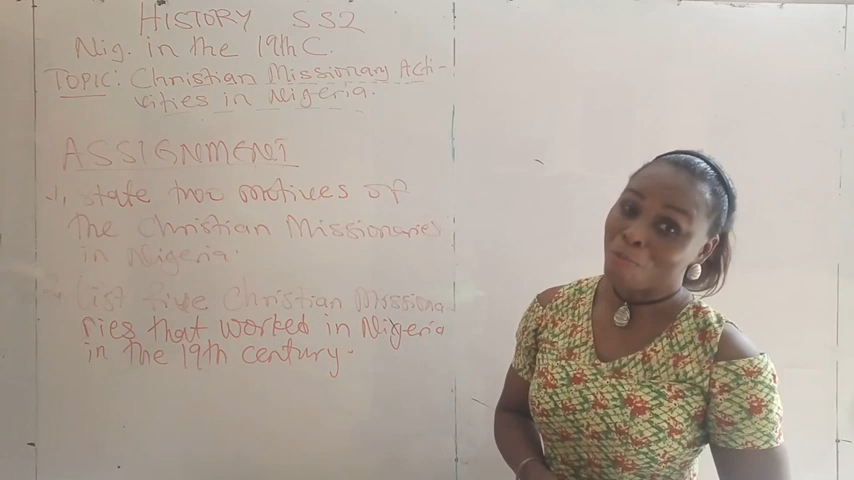 HISTORY SS2
Nig. in the 19th C.
TOPIC: Christian Missionary Acti-
vities in Nigeria.
ASSIGNMENT
1. State two motives of
the Christian Missionaries
in Nigeria.
2. List five Christian Missiona-
ries that worked in Nigeria
in the 19th century.